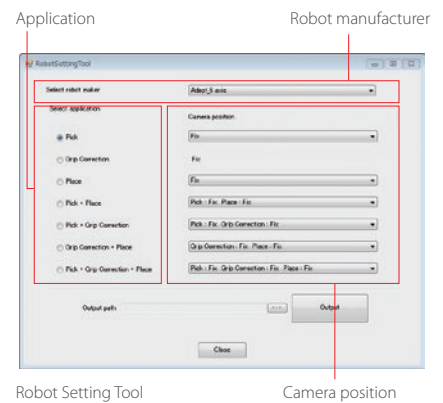 Application
Robot manufacturer
RobotSettingTool
Select robot maker
Adept_6 axis
Select application
Camera position
Pick
Fix
Grip Correction
Fix
Place
Fix
Pick + Place
Pick : Fix Place : Fix
Pick + Grip Correction
Pick : Fix Grip Correction : Fix
Grip Correction + Place
Grip Correction : Fix Place : Fix
Pick + Grip Correction + Place
Pick : Fix Grip Correction : Fix Place : Fix
Output path
...
Output
Close
Robot Setting Tool
Camera position